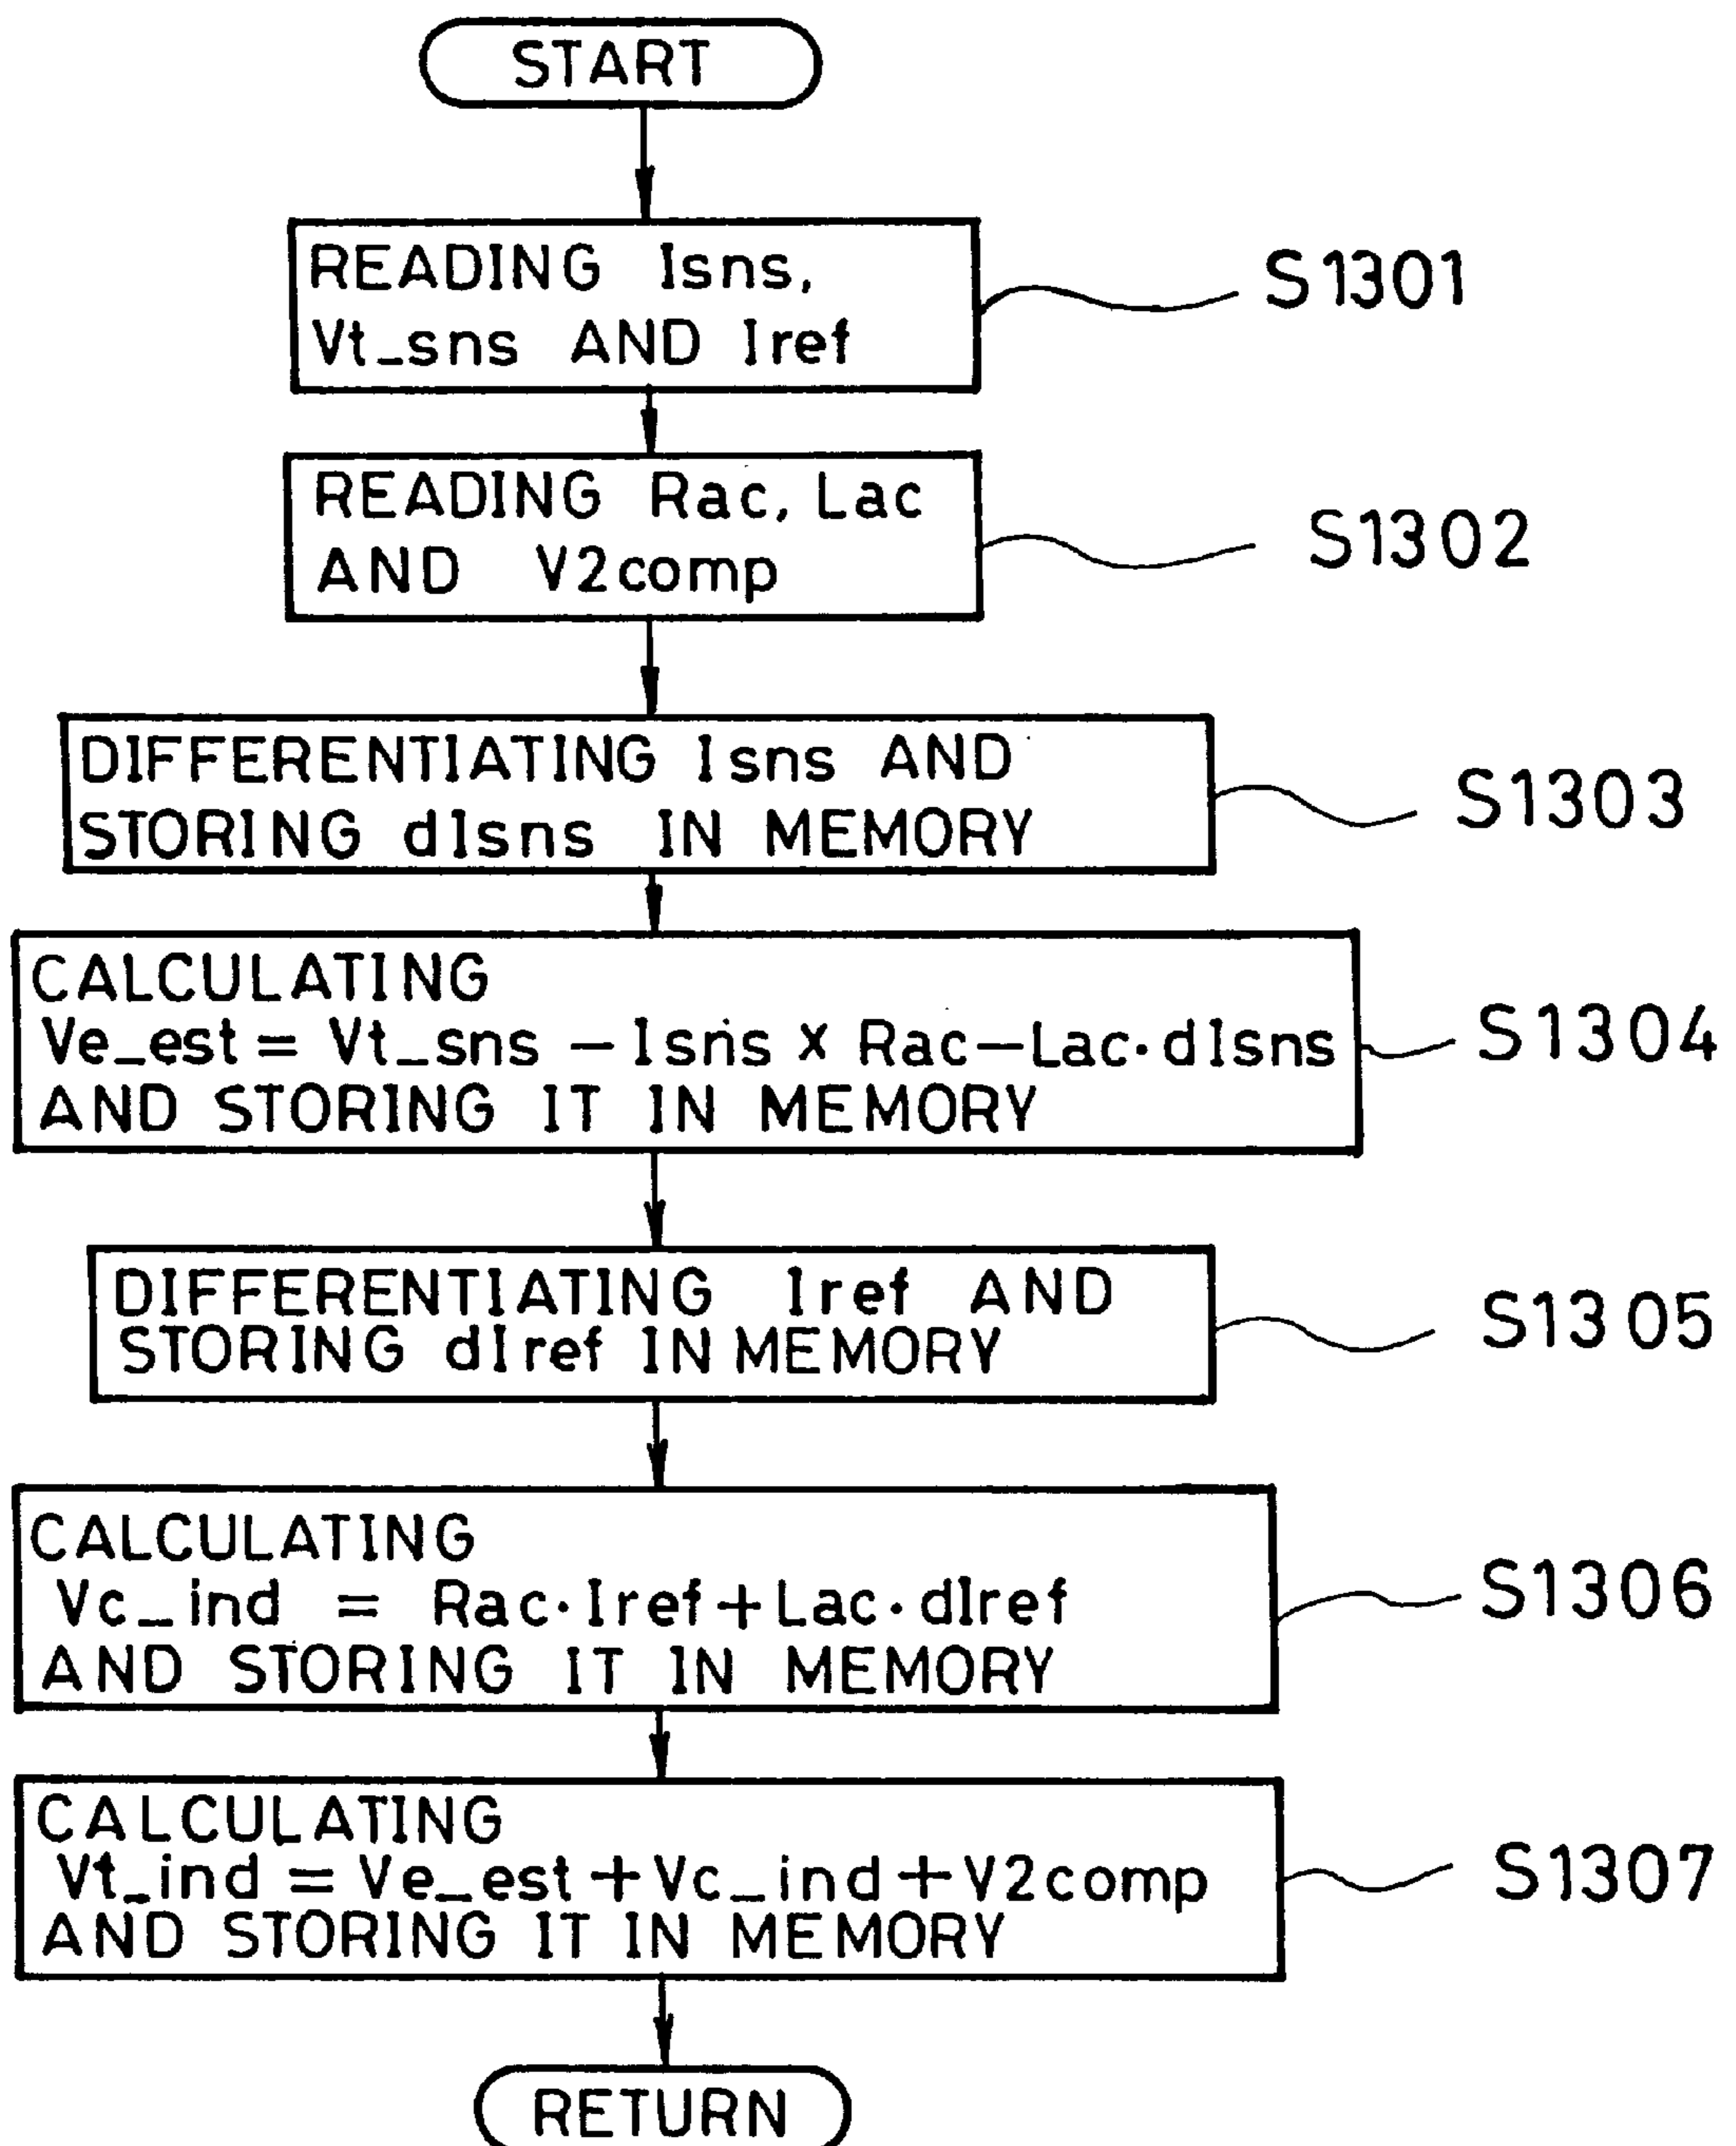 START
READING Isns,
Vt_sns AND Iref
S1301
READING Rac, Lac
AND V2comp
S1302
DIFFERENTIATING Isns AND
STORING dIsns IN MEMORY
S1303
CALCULATING
Ve_est = Vt_sns − Isns x Rac−Lac·dIsns
AND STORING IT IN MEMORY
S1304
DIFFERENTIATING Iref AND
STORING dIref IN MEMORY
S1305
CALCULATING
Vc_ind = Rac·Iref+Lac·dIref
AND STORING IT IN MEMORY
S1306
CALCULATING
Vt_ind = Ve_est+Vc_ind+V2comp
AND STORING IT IN MEMORY
S1307
RETURN